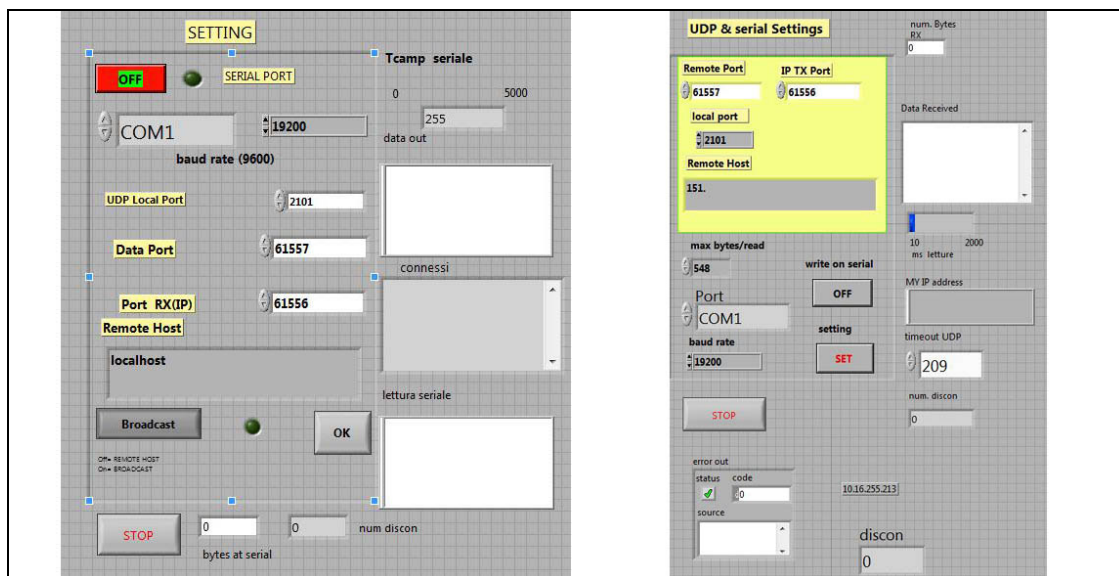 SETTING
OFF
SERIAL PORT
COM1
19200
baud rate (9600)
UDP Local Port
2101
Data Port
61557
Port RX(IP)
61556
Remote Host
localhost
Broadcast
OK
Off= REMOTE HOST
On= BROADCAST
STOP
0
bytes at serial
0
num discon
Tcamp seriale
0 5000
255
data out
connessi
lettura seriale
UDP & serial Settings
num. Bytes
RX
0
Remote Port
IP TX Port
61557
61556
local port
2101
Remote Host
151.
Data Received
10 2000
ms letture
max bytes/read
548
write on serial
OFF
Port
COM1
setting
SET
baud rate
19200
MY IP address
timeout UDP
209
num. discon
0
STOP
error out
status code
0
source
10.16.255.213
discon
0